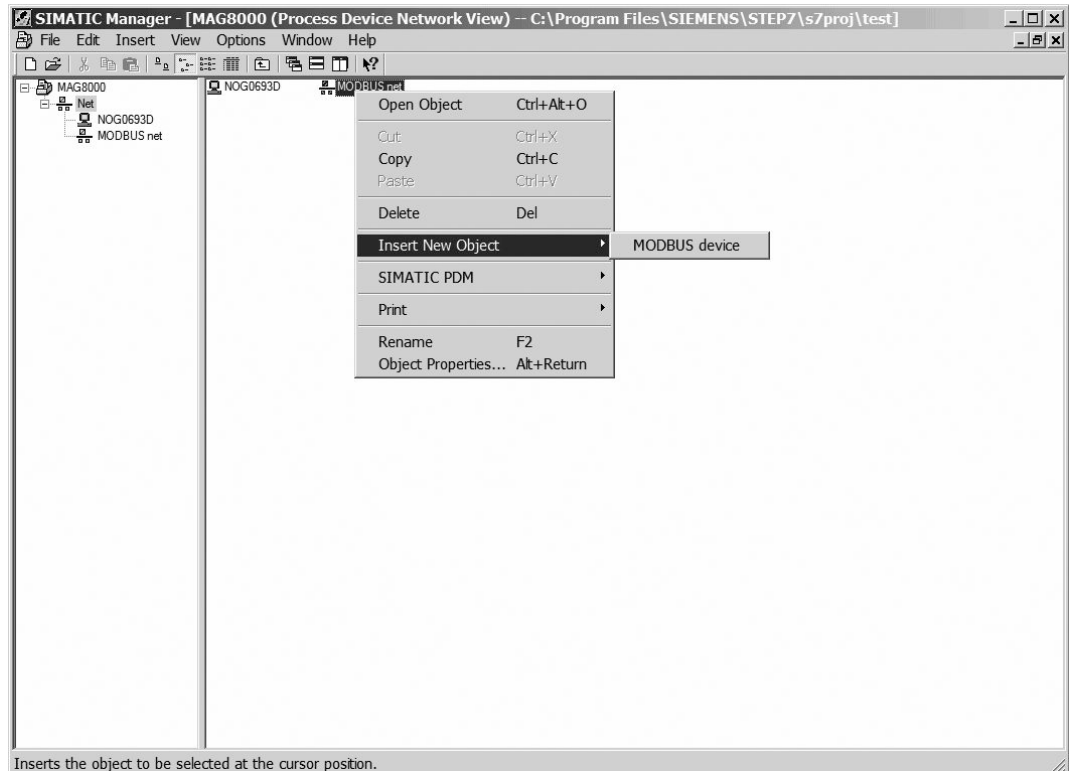 SIMATIC Manager - [MAG8000 (Process Device Network View) -- C:\Program Files\SIEMENS\STEP7\s7proj\test]
File Edit Insert View Options Window Help
MAG8000
Net
NOG0693D
MODBUS net
NOG0693D MODBUS net
Open Object Ctrl+Alt+O
Cut Ctrl+X
Copy Ctrl+C
Paste Ctrl+V
Delete Del
Insert New Object MODBUS device
SIMATIC PDM
Print
Rename F2
Object Properties... Alt+Return
Inserts the object to be selected at the cursor position.